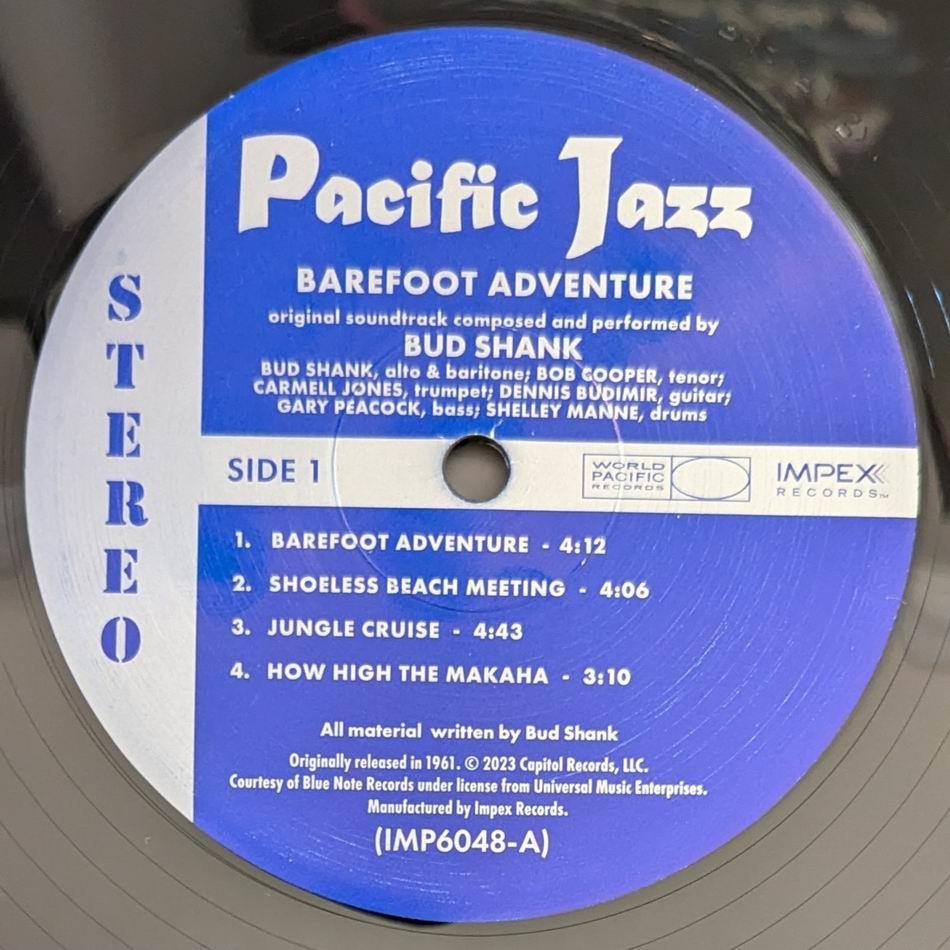 Pacific Jazz
BAREFOOT ADVENTURE
original soundtrack composed and performed by
BUD SHANK
BUD SHANK, alto & baritone; BOB COOPER, tenor;
CARMELL JONES, trumpet; DENNIS BUDIMIR, guitar;
GARY PEACOCK, bass; SHELLEY MANNE, drums
STEREO
SIDE 1
WORLD
PACIFIC
RECORDS
IMPEX
RECORDS™
1. BAREFOOT ADVENTURE - 4:12
2. SHOELESS BEACH MEETING - 4:06
3. JUNGLE CRUISE - 4:43
4. HOW HIGH THE MAKAHA - 3:10
All material written by Bud Shank
Originally released in 1961. © 2023 Capitol Records, LLC.
Courtesy of Blue Note Records under license from Universal Music Enterprises.
Manufactured by Impex Records.
(IMP6048-A)